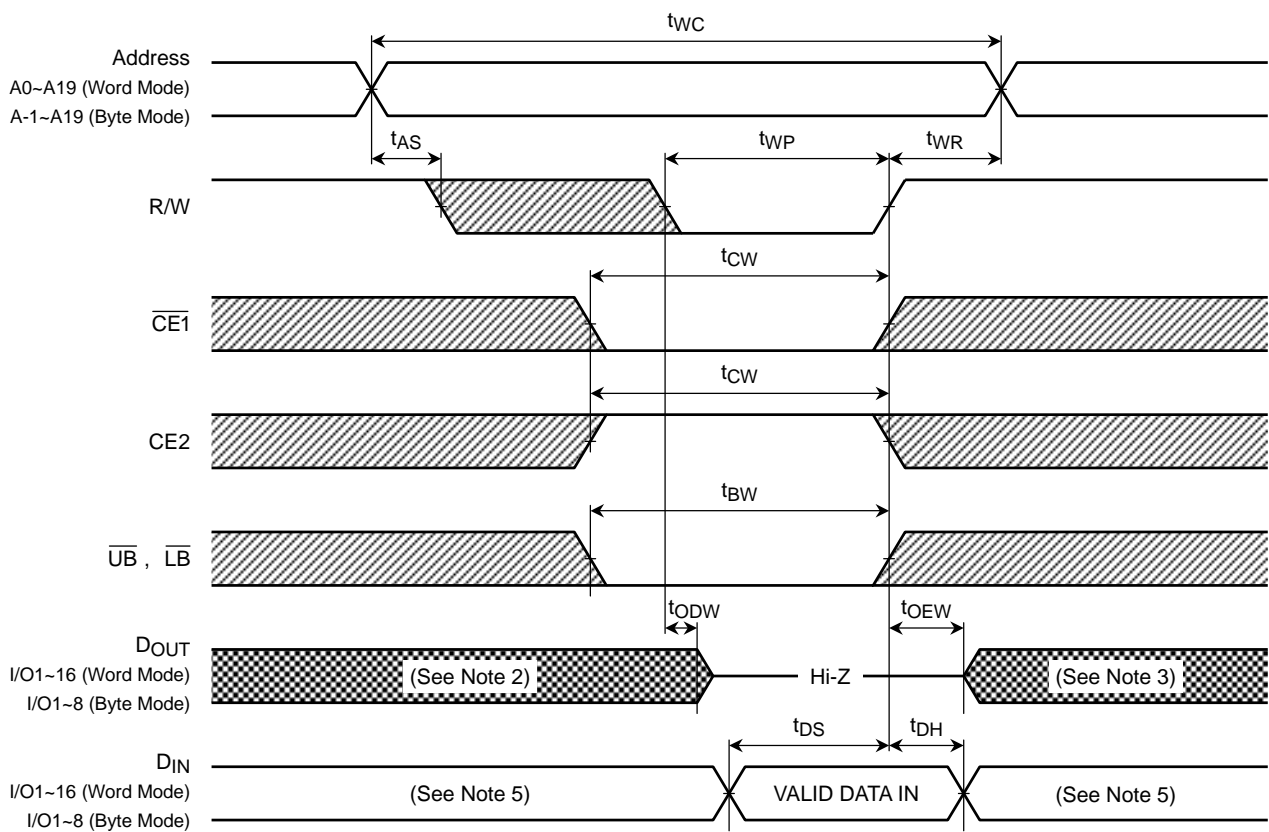 tWC
Address
A0~A19 (Word Mode)
A-1~A19 (Byte Mode)
tAS
tWP
tWR
R/W
tCW
CE1
tCW
CE2
tBW
UB , LB
tODW
tOEW
DOUT
I/O1~16 (Word Mode)
I/O1~8 (Byte Mode)
(See Note 2)
Hi-Z
(See Note 3)
tDS
tDH
DIN
I/O1~16 (Word Mode)
I/O1~8 (Byte Mode)
(See Note 5)
VALID DATA IN
(See Note 5)